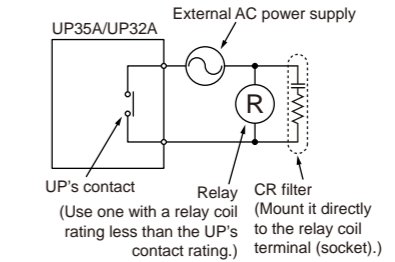 External AC power supply
UP35A/UP32A
R
UP's contact
Relay
(Use one with a relay coil
rating less than the UP's
contact rating.)
CR filter
(Mount it directly
to the relay coil
terminal (socket).)